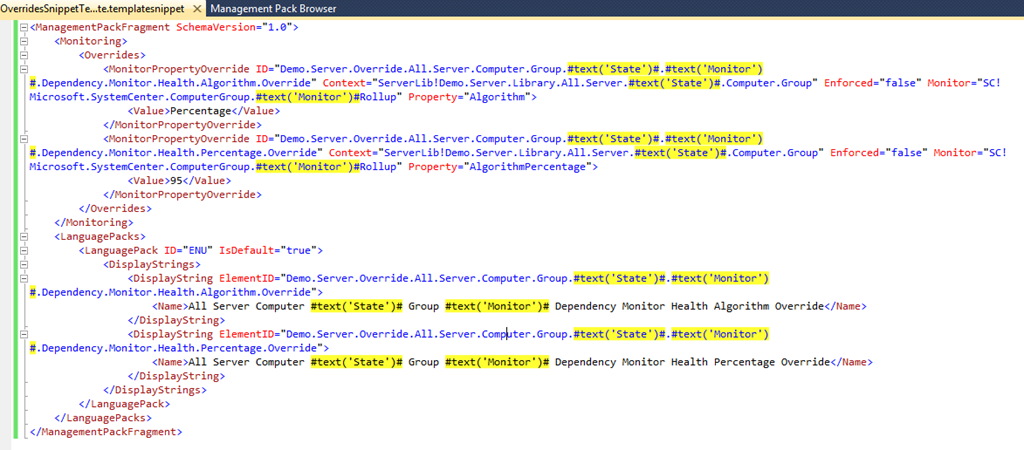 OverridesSnippetTe...te.templatesnippet ✕ Management Pack Browser
<ManagementPackFragment SchemaVersion="1.0">
<Monitoring>
<Overrides>
<MonitorPropertyOverride ID="Demo.Server.Override.All.Server.Computer.Group.#text('State')#.#text('Monitor')
#.Dependency.Monitor.Health.Algorithm.Override" Context="ServerLib!Demo.Server.Library.All.Server.#text('State')#.Computer.Group" Enforced="false" Monitor="SC!
Microsoft.SystemCenter.ComputerGroup.#text('Monitor')#Rollup" Property="Algorithm">
<Value>Percentage</Value>
</MonitorPropertyOverride>
<MonitorPropertyOverride ID="Demo.Server.Override.All.Server.Computer.Group.#text('State')#.#text('Monitor')
#.Dependency.Monitor.Health.Percentage.Override" Context="ServerLib!Demo.Server.Library.All.Server.#text('State')#.Computer.Group" Enforced="false" Monitor="SC!
Microsoft.SystemCenter.ComputerGroup.#text('Monitor')#Rollup" Property="AlgorithmPercentage">
<Value>95</Value>
</MonitorPropertyOverride>
</Overrides>
</Monitoring>
<LanguagePacks>
<LanguagePack ID="ENU" IsDefault="true">
<DisplayStrings>
<DisplayString ElementID="Demo.Server.Override.All.Server.Computer.Group.#text('State')#.#text('Monitor')
#.Dependency.Monitor.Health.Algorithm.Override">
<Name>All Server Computer #text('State')# Group #text('Monitor')# Dependency Monitor Health Algorithm Override</Name>
</DisplayString>
<DisplayString ElementID="Demo.Server.Override.All.Server.Computer.Group.#text('State')#.#text('Monitor')
#.Dependency.Monitor.Health.Percentage.Override">
<Name>All Server Computer #text('State')# Group #text('Monitor')# Dependency Monitor Health Percentage Override</Name>
</DisplayString>
</DisplayStrings>
</LanguagePack>
</LanguagePacks>
</ManagementPackFragment>